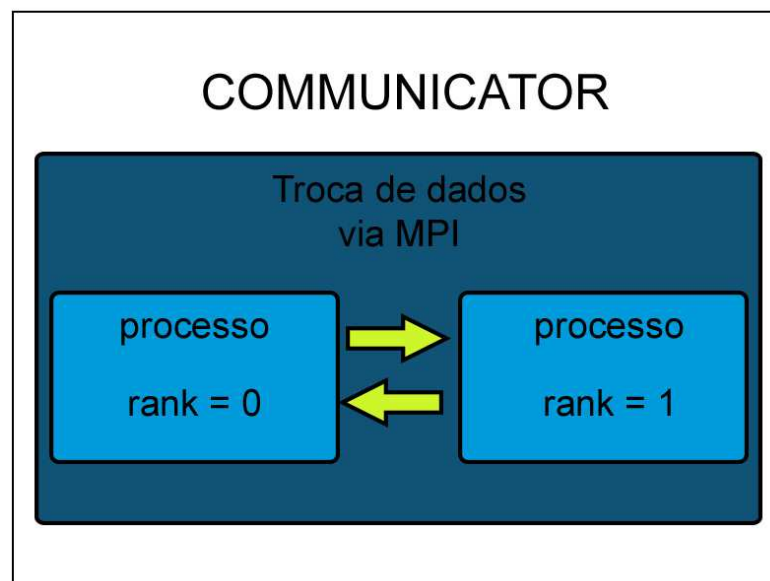 COMMUNICATOR
Troca de dados
via MPI
processo
rank = 0
processo
rank = 1